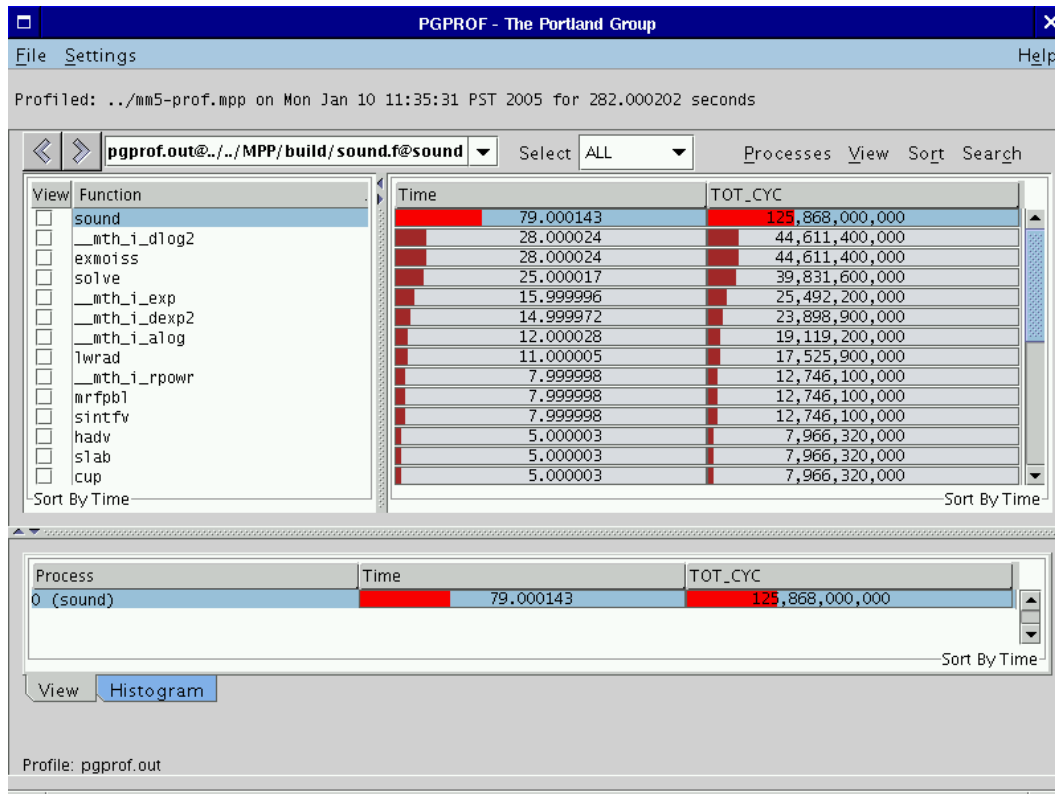 PGPROF - The Portland Group
File Settings Help
Profiled: ../mm5-prof.mpp on Mon Jan 10 11:35:31 PST 2005 for 282.000202 seconds
pgprof.out@../../MPP/build/sound.f@sound Select ALL Processes View Sort Search
View Function Time TOT_CYC
sound 79.000143 125,868,000,000
__mth_i_dlog2 28.000024 44,611,400,000
exmoiss 28.000024 44,611,400,000
solve 25.000017 39,831,600,000
__mth_i_exp 15.999996 25,492,200,000
__mth_i_dexp2 14.999972 23,898,900,000
__mth_i_alog 12.000028 19,119,200,000
lwrad 11.000005 17,525,900,000
__mth_i_rpowr 7.999998 12,746,100,000
mrfpbl 7.999998 12,746,100,000
sintfv 7.999998 12,746,100,000
hadv 5.000003 7,966,320,000
slab 5.000003 7,966,320,000
cup 5.000003 7,966,320,000
Sort By Time Sort By Time
Process Time TOT_CYC
0 (sound) 79.000143 125,868,000,000
Sort By Time
View Histogram
Profile: pgprof.out